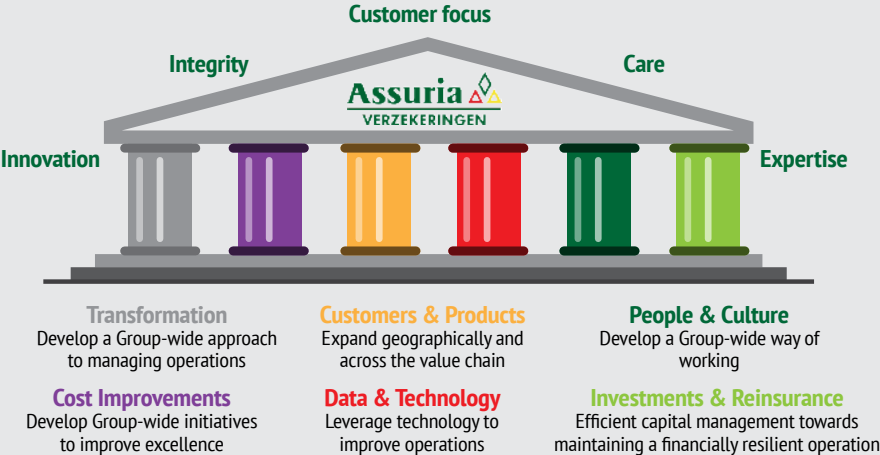 Customer focus
Integrity
Care
Assuria
VERZEKERINGEN
Innovation
Expertise
Transformation
Develop a Group-wide approach
to managing operations
Customers & Products
Expand geographically and
across the value chain
People & Culture
Develop a Group-wide way of
working
Cost Improvements
Develop Group-wide initiatives
to improve excellence
Data & Technology
Leverage technology to
improve operations
Investments & Reinsurance
Efficient capital management towards
maintaining a financially resilient operation